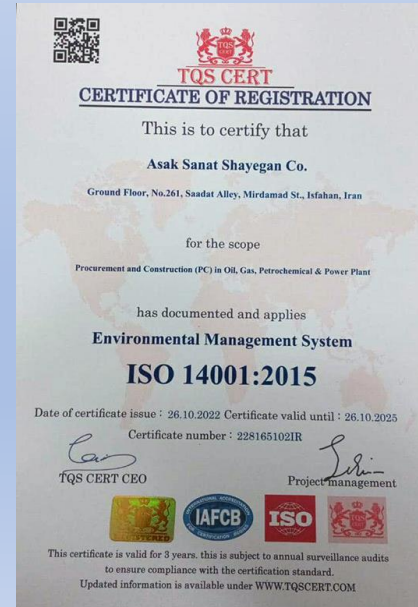 TQS
CERT
TQS CERT
CERTIFICATE OF REGISTRATION
This is to certify that
Asak Sanat Shayegan Co.
Ground Floor, No.261, Saadat Alley, Mirdamad St., Isfahan, Iran
for the scope
Procurement and Construction (PC) in Oil, Gas, Petrochemical & Power Plant
has documented and applies
Environmental Management System
ISO 14001:2015
Date of certificate issue : 26.10.2022 Certificate valid until : 26.10.2025
Certificate number : 228165102IR
TQS CERT CEO
Project management
REGISTERED
IAFCB
ISO
TQS
This certificate is valid for 3 years. this is subject to annual surveillance audits
to ensure compliance with the certification standard.
Updated information is available under WWW.TQSCERT.COM